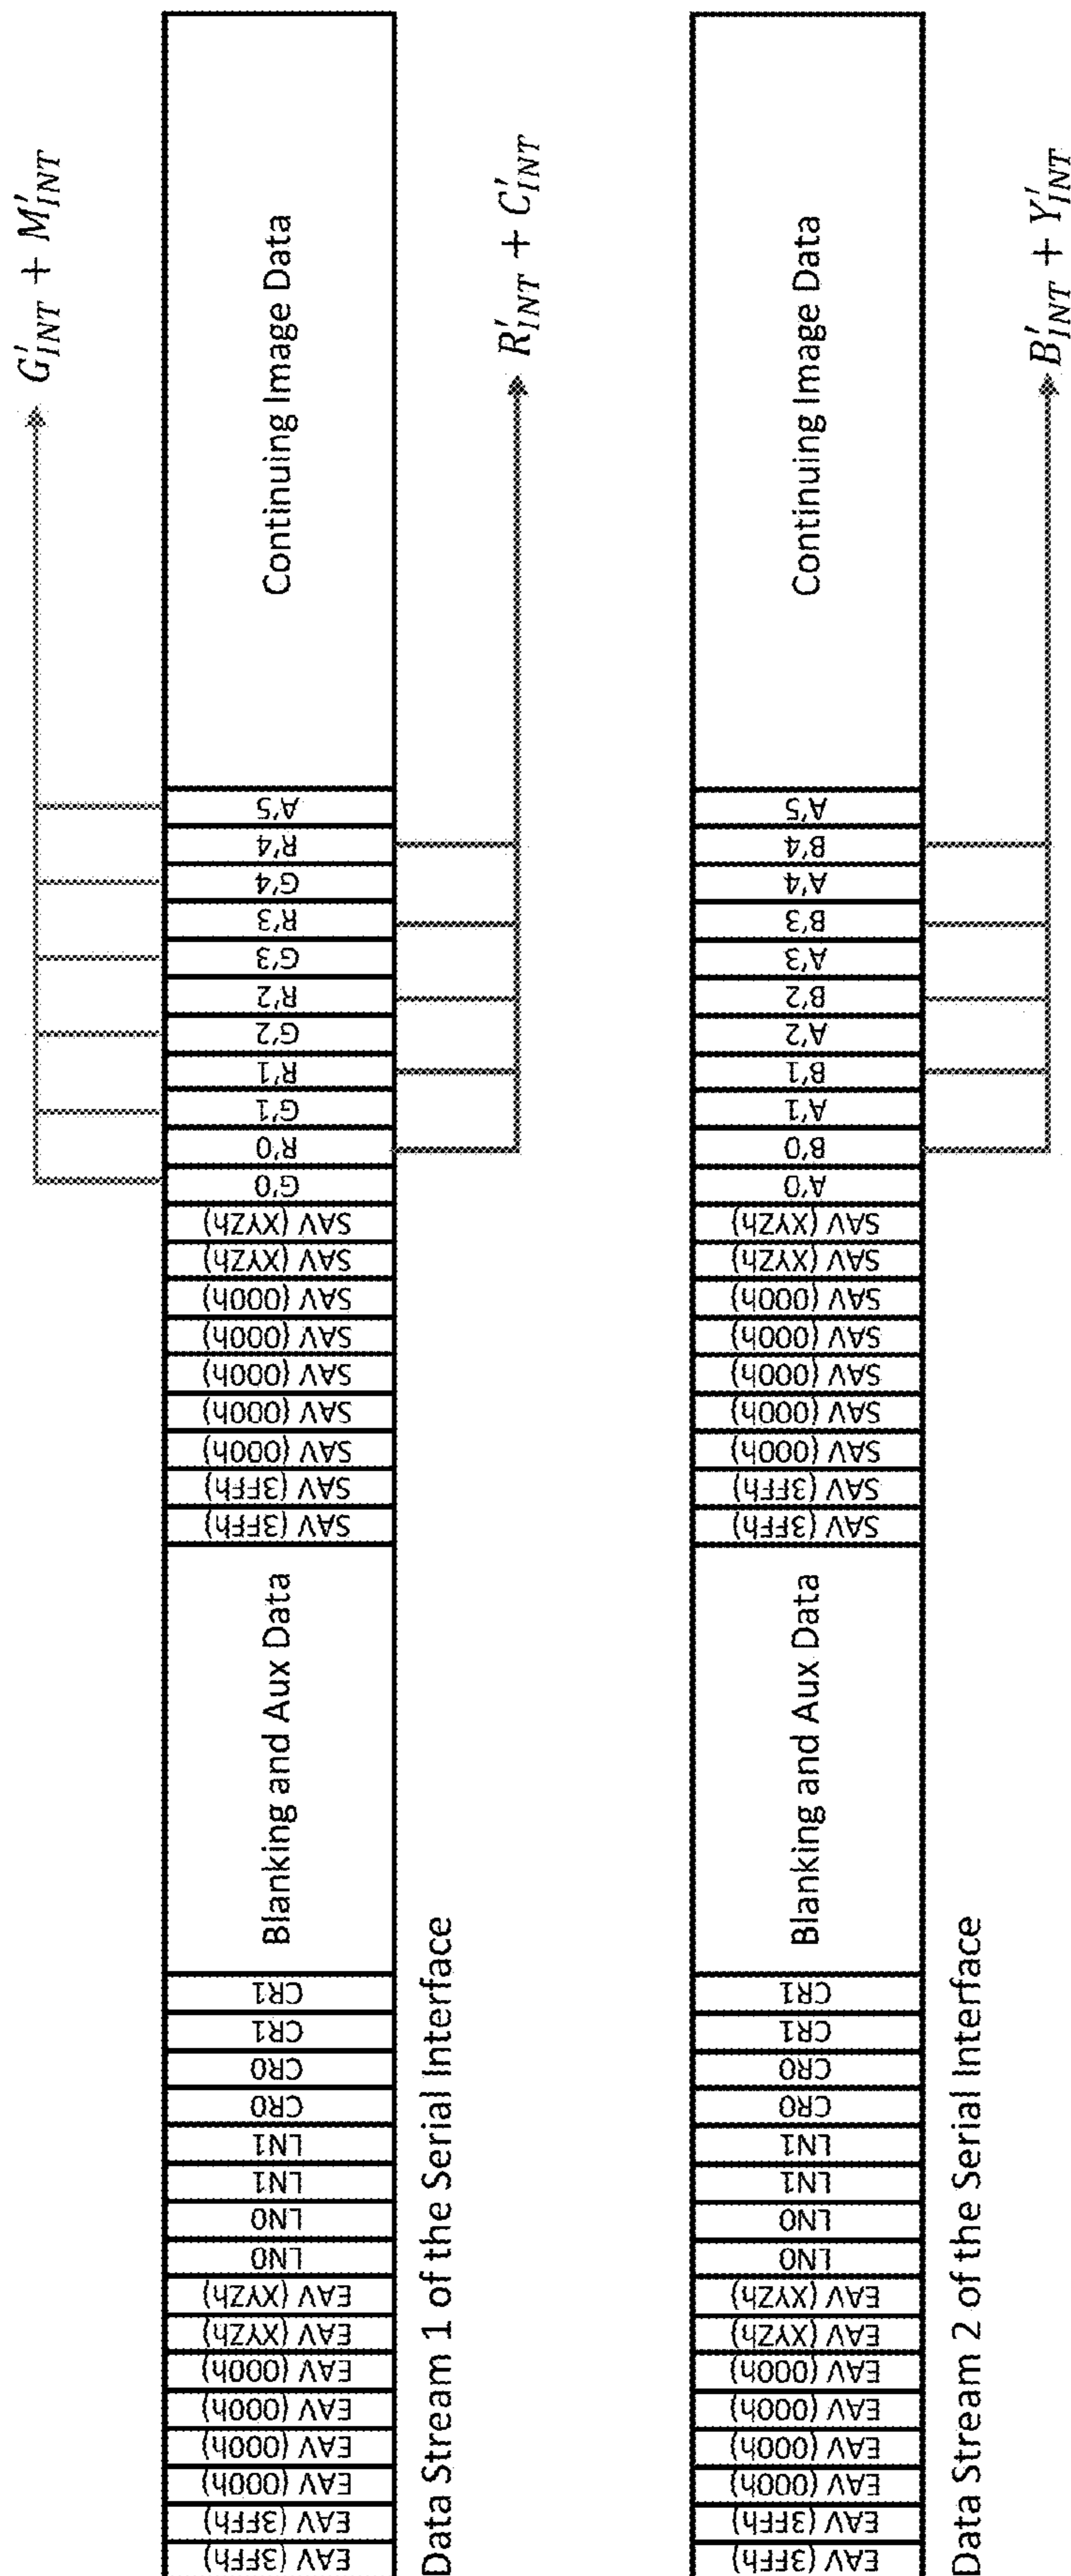 G'INT + M'INT
EAV (3FFh)
EAV (3FFh)
EAV (000h)
EAV (000h)
EAV (000h)
EAV (000h)
EAV (XYZh)
EAV (XYZh)
LN0
LN0
LN1
LN1
CR0
CR0
CR1
CR1
Blanking and Aux Data
SAV (3FFh)
SAV (3FFh)
SAV (000h)
SAV (000h)
SAV (000h)
SAV (000h)
SAV (000h)
SAV (XYZh)
SAV (XYZh)
G'0
R'0
G'1
R'1
G'2
R'2
G'3
R'3
G'4
R'4
A'5
Continuing Image Data
Data Stream 1 of the Serial Interface
R'INT + C'INT
EAV (3FFh)
EAV (3FFh)
EAV (000h)
EAV (000h)
EAV (000h)
EAV (000h)
EAV (XYZh)
EAV (XYZh)
LN0
LN0
LN1
LN1
CR0
CR0
CR1
CR1
Blanking and Aux Data
SAV (3FFh)
SAV (3FFh)
SAV (000h)
SAV (000h)
SAV (000h)
SAV (000h)
SAV (000h)
SAV (XYZh)
SAV (XYZh)
A'0
B'0
A'1
B'1
A'2
B'2
A'3
B'3
A'4
B'4
A'5
Continuing Image Data
Data Stream 2 of the Serial Interface
B'INT + Y'INT